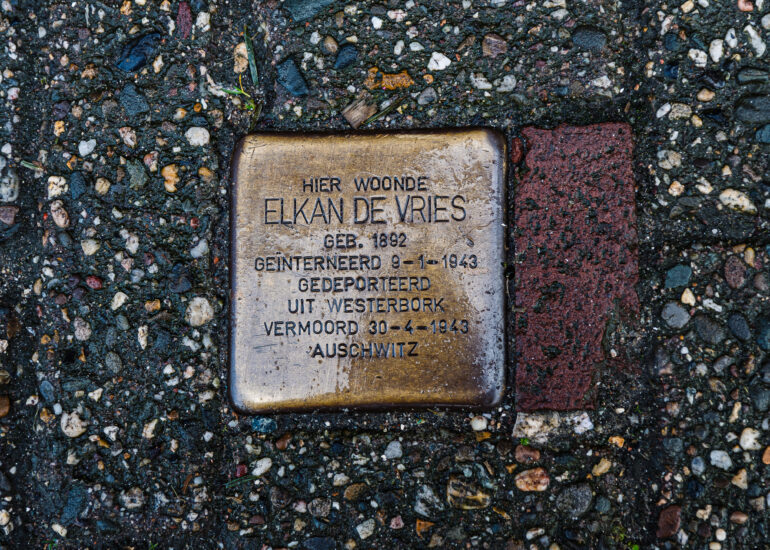 HIER WOONDE
ELKAN DE VRIES
GEB. 1892
GEINTERNEERD 9-1-1943
GEDEPORTEERD
UIT WESTERBORK
VERMOORD 30-4-1943
AUSCHWITZ